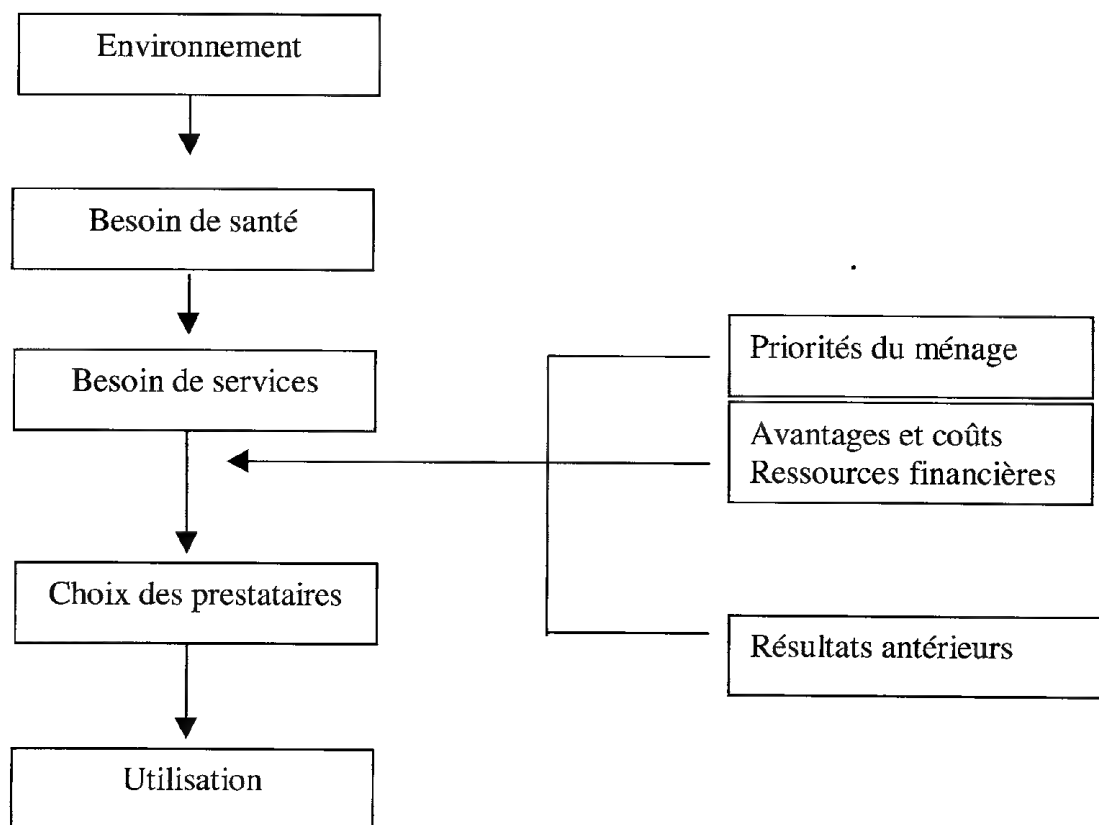 Environnement
Besoin de santé
Besoin de services
Choix des prestataires
Utilisation
Priorités du ménage
Avantages et coûts
Ressources financières
Résultats antérieurs